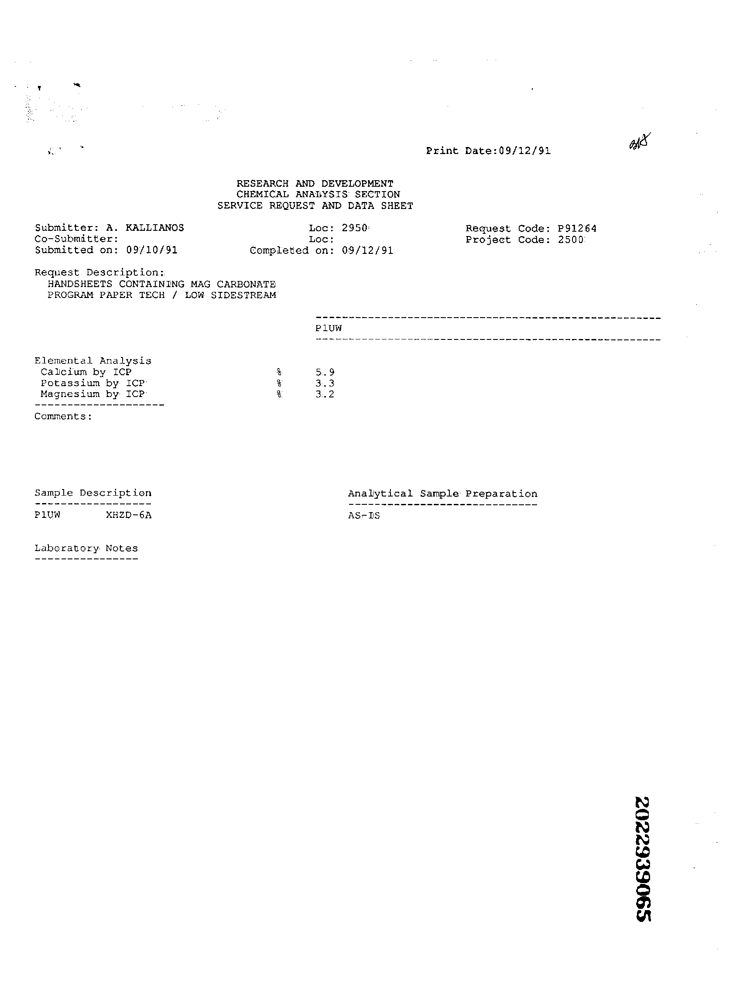 Print Date:09/12/91
RESEARCH AND DEVELOPMENT
CHEMICAL ANALYSIS SECTION
SERVICE REQUEST AND DATA SHEET
Submitter: A. KALLIANOS Loc: 2950 Request Code: P91264
Co-Submitter: Loc: Project Code: 2500
Submitted on: 09/10/91 Completed on: 09/12/91
Request Description:
HANDSHEETS CONTAINING MAG CARBONATE
PROGRAM PAPER TECH / LOW SIDESTREAM
P1UW
Elemental Analysis
Calcium by ICP % 5.9
Potassium by ICP % 3.3
Magnesium by ICP % 3.2
Comments:
Sample Description Analytical Sample Preparation
P1UW XHZD-6A AS-IS
Laboratory Notes
2022939065